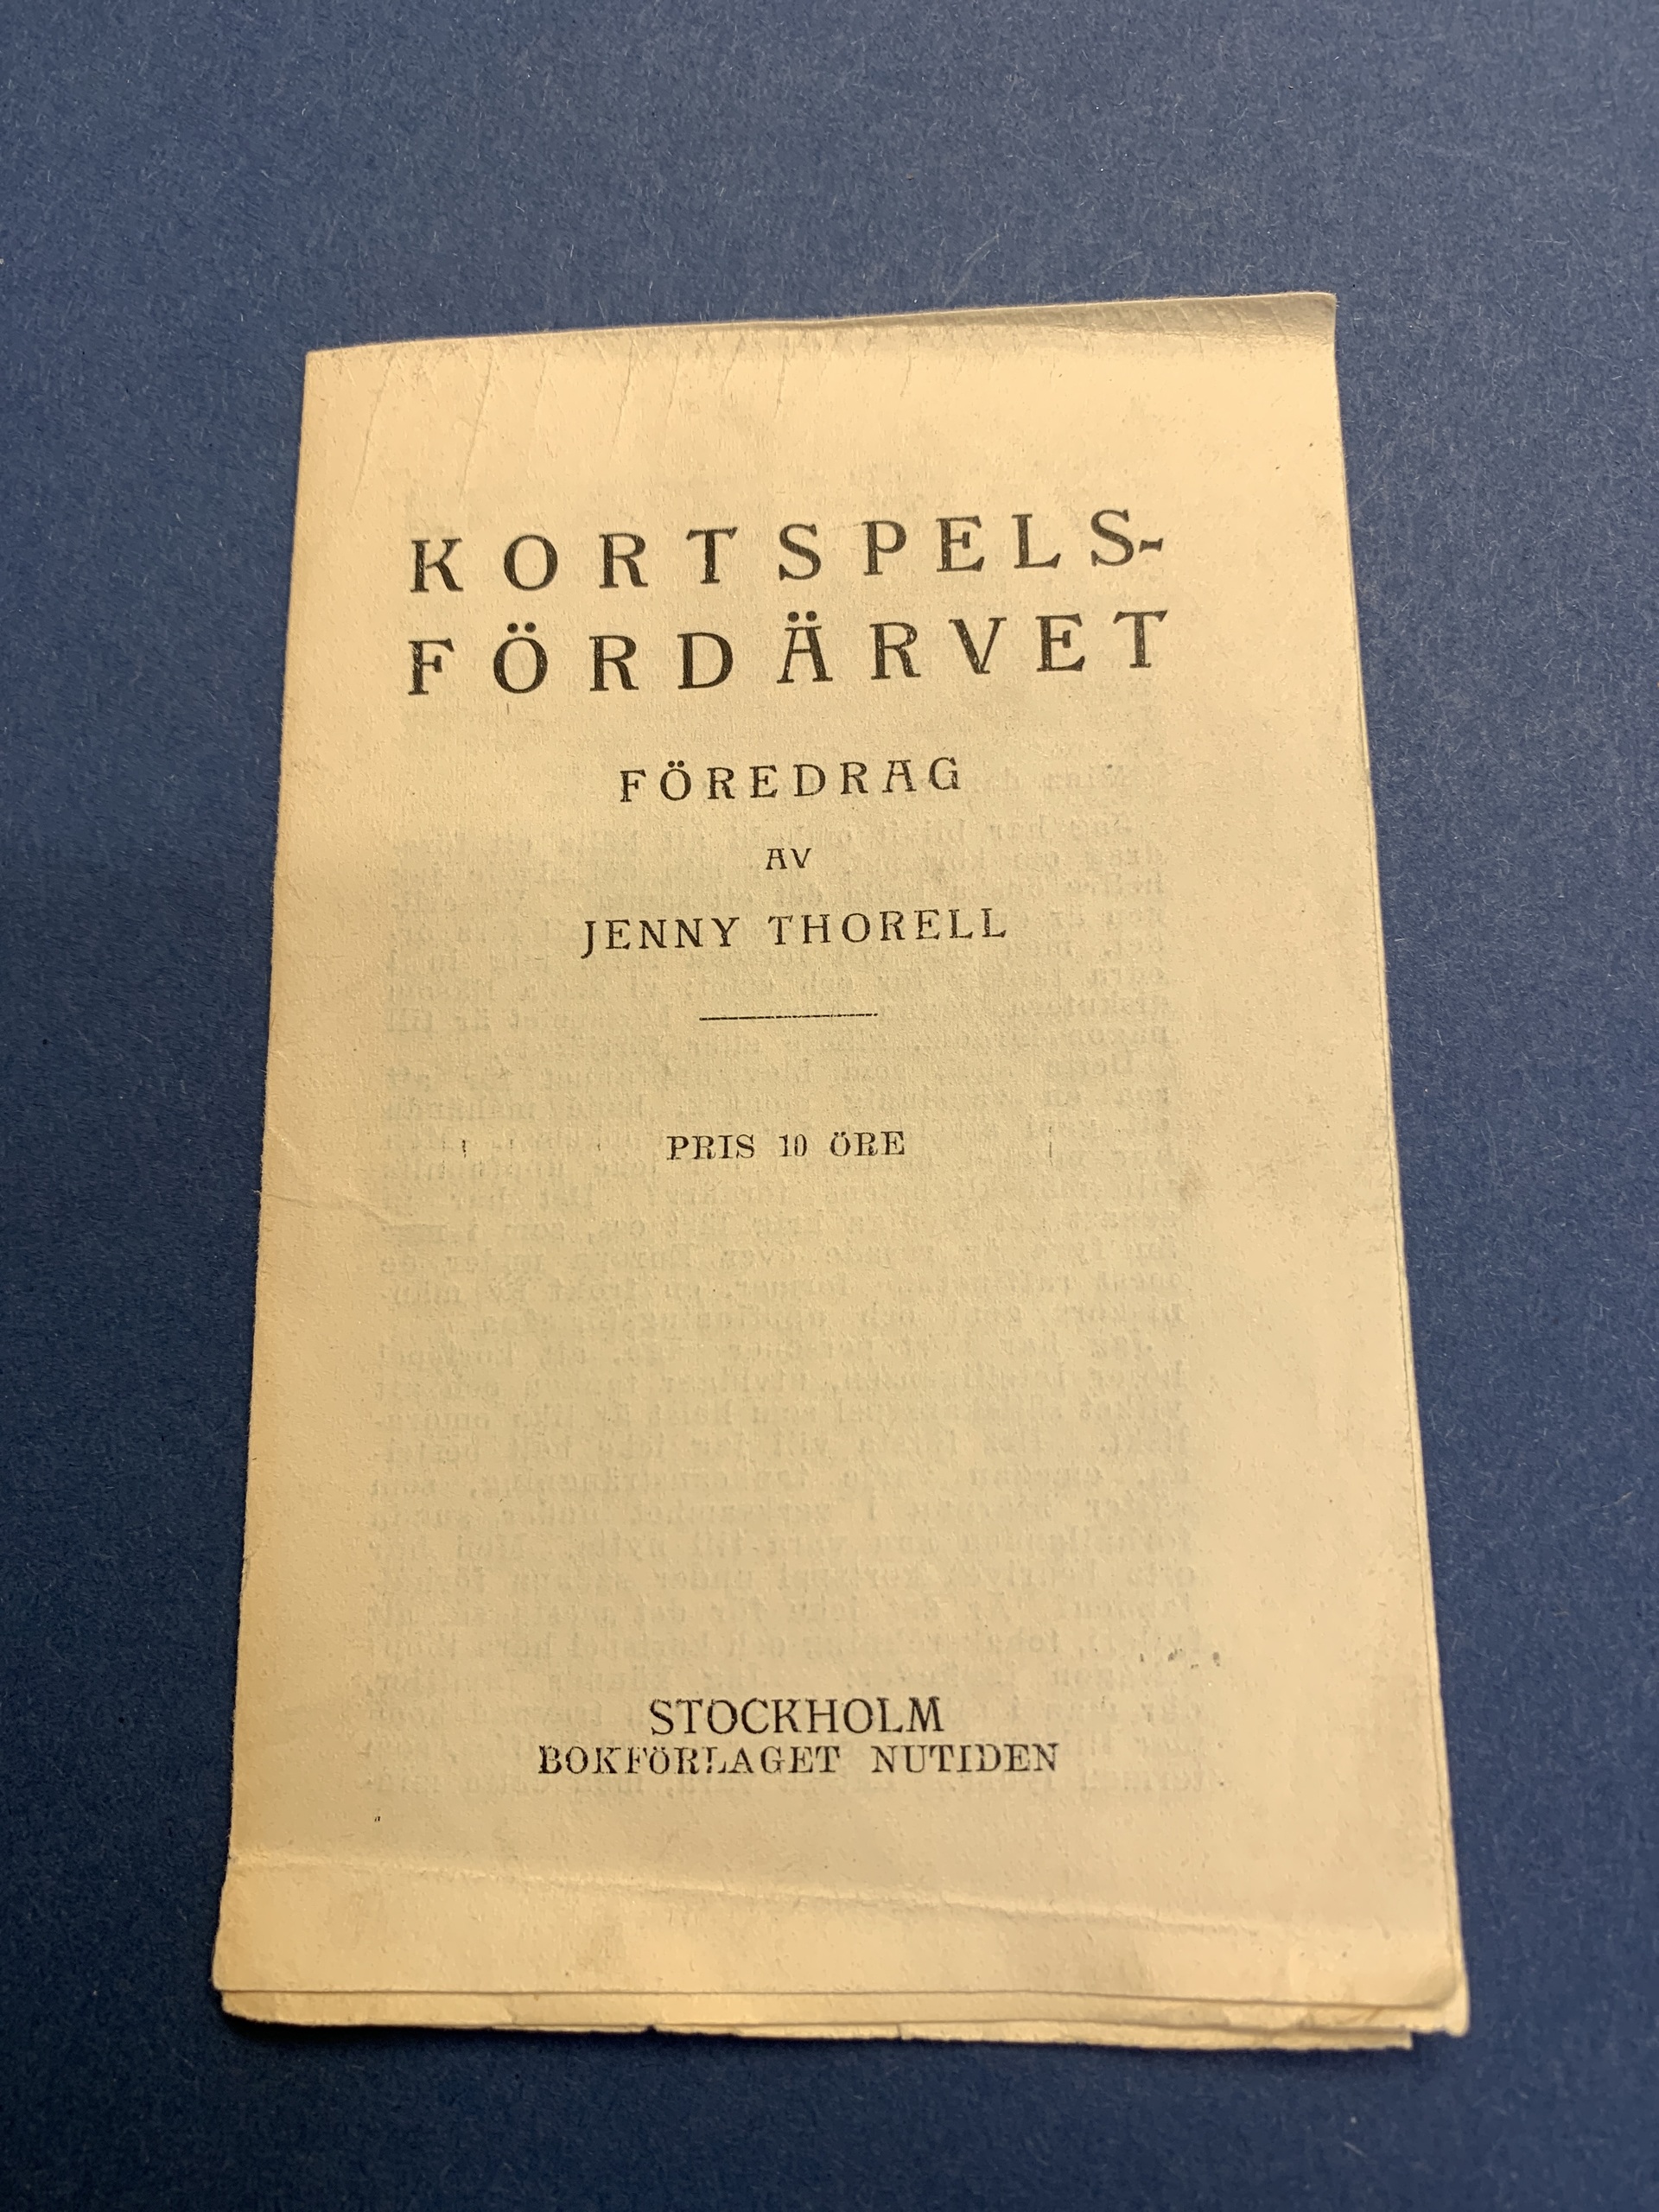 KORTSPELS-
FÖRDÄRVET
FÖREDRAG
AV
JENNY THORELL
PRIS 10 ÖRE
STOCKHOLM
BOKFÖRLAGET NUTIDEN